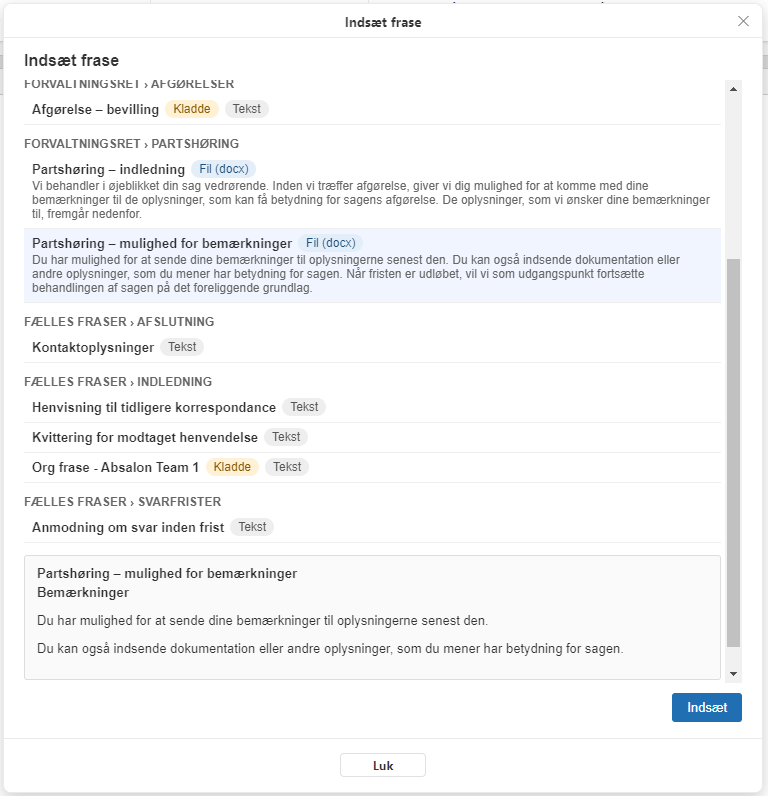 Indsæt frase
Indsæt frase
FORVALTNINGSRET › AFGØRELSER
Afgørelse – bevilling Kladde Tekst
FORVALTNINGSRET › PARTSHØRING
Partshøring – indledning Fil (docx)
Vi behandler i øjeblikket din sag vedrørende. Inden vi træffer afgørelse, giver vi dig mulighed for at komme med dine
bemærkninger til de oplysninger, som kan få betydning for sagens afgørelse. De oplysninger, som vi ønsker dine bemærkninger
til, fremgår nedenfor.
Partshøring – mulighed for bemærkninger Fil (docx)
Du har mulighed for at sende dine bemærkninger til oplysningerne senest den. Du kan også indsende dokumentation eller
andre oplysninger, som du mener har betydning for sagen. Når fristen er udløbet, vil vi som udgangspunkt fortsætte
behandlingen af sagen på det foreliggende grundlag.
FÆLLES FRASER › AFSLUTNING
Kontaktoplysninger Tekst
FÆLLES FRASER › INDLEDNING
Henvisning til tidligere korrespondance Tekst
Kvittering for modtaget henvendelse Tekst
Org frase - Absalon Team 1 Kladde Tekst
FÆLLES FRASER › SVARFRISTER
Anmodning om svar inden frist Tekst
Partshøring – mulighed for bemærkninger
Bemærkninger
Du har mulighed for at sende dine bemærkninger til oplysningerne senest den.
Du kan også indsende dokumentation eller andre oplysninger, som du mener har betydning for sagen.
Indsæt
Luk